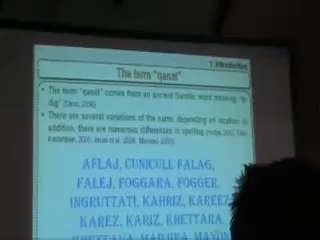 1. Introduction
The term "qanat"
• The term "qanat" comes from an ancient Semitic word meaning "to
dig"
• There are several variations of the name, depending on location. In
addition, there are numerous differences in spelling
AFLAJ, CUNICULI, FALAG,
FALEJ, FOGGARA, FOGGER,
INGRUTTATI, KAHRIZ, KAREEZ
KAREZ, KARIZ, KHETTARA,